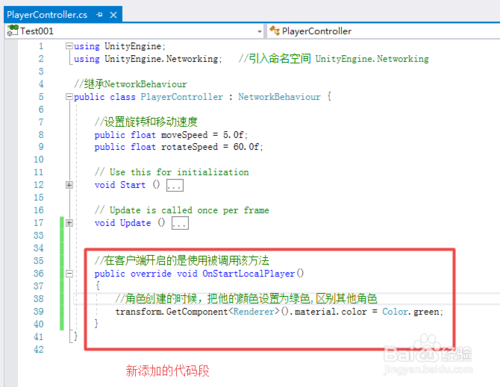 PlayerController.cs
Test001
PlayerController
1 using UnityEngine;
2 using UnityEngine.Networking;   //引入命名空间 UnityEngine.Networking
3
4 //继承NetworkBehaviour
5 public class PlayerController : NetworkBehaviour {
6
7 //设置旋转和移动速度
8 public float moveSpeed = 5.0f;
9 public float rotateSpeed = 60.0f;
10
11 // Use this for initialization
12 void Start () ...
15
16 // Update is called once per frame
17 void Update () ...
33
34
35 //在客户端开启的是使用被调用该方法
36 public override void OnStartLocalPlayer()
37 {
38 //角色创建的时候，把他的颜色设置为绿色,区别其他角色
39 transform.GetComponent<Renderer>().material.color = Color.green;
40 }
41 }
42
新添加的代码段
Baidu 经验
jingyan.baidu.com